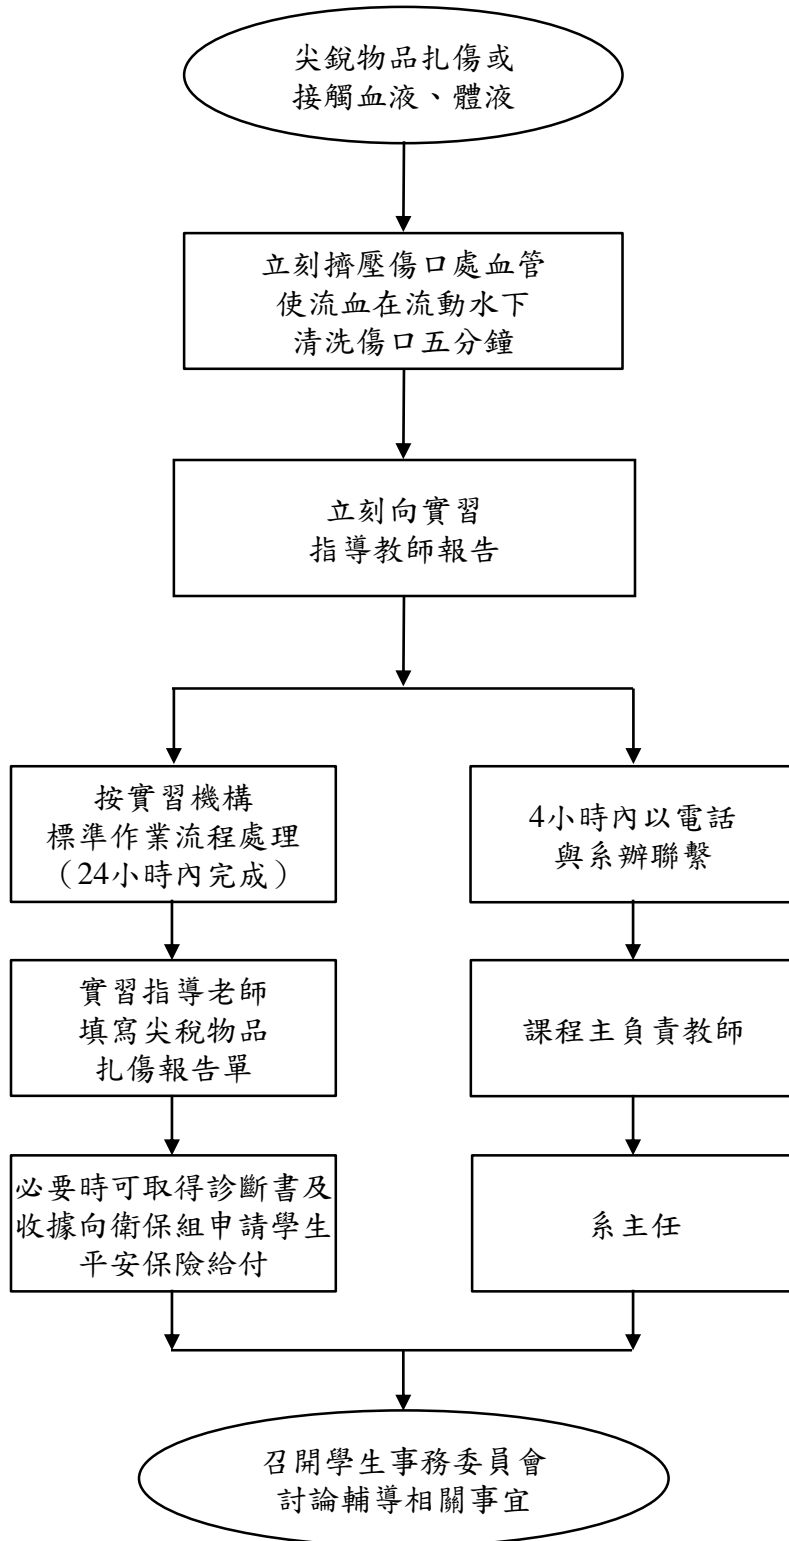 尖銳物品扎傷或
接觸血液、體液
立刻擠壓傷口處血管
使流血在流動水下
清洗傷口五分鐘
立刻向實習
指導教師報告
按實習機構
標準作業流程處理
（24小時內完成）
4小時內以電話
與系辦聯繫
實習指導老師
填寫尖稅物品
扎傷報告單
課程主負責教師
必要時可取得診斷書及
收據向衛保組申請學生
平安保險給付
系主任
召開學生事務委員會
討論輔導相關事宜